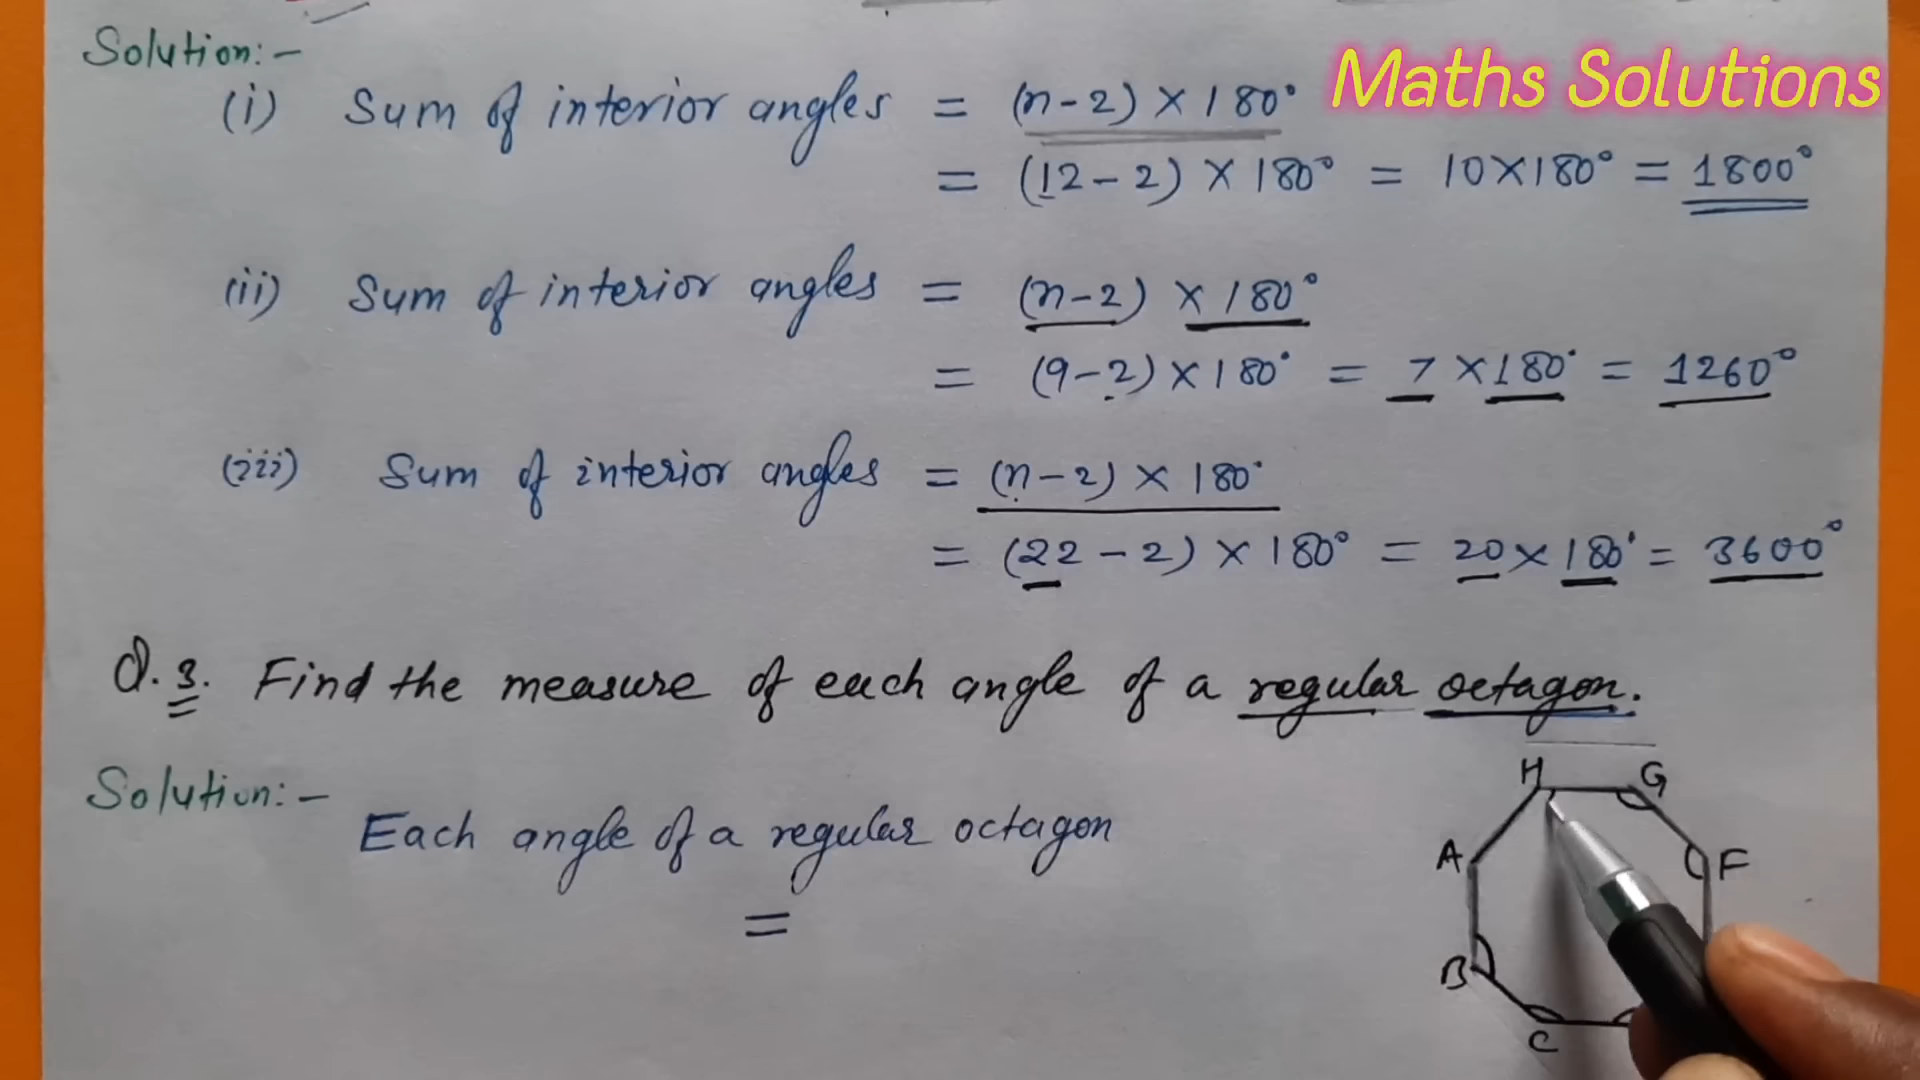 Solution:-
Maths Solutions
(i) Sum of interior angles = (n-2) × 180°
= (12-2) × 180° = 10×180° = 1800°
(ii) Sum of interior angles = (n-2) × 180°
= (9-2) × 180° = 7 × 180° = 1260°
(iii) Sum of interior angles = (n-2) × 180°
= (22-2) × 180° = 20 × 180° = 3600°
Q.3. Find the measure of each angle of a regular octagon.
Solution:-
Each angle of a regular octagon
=
H G
A F
B
C